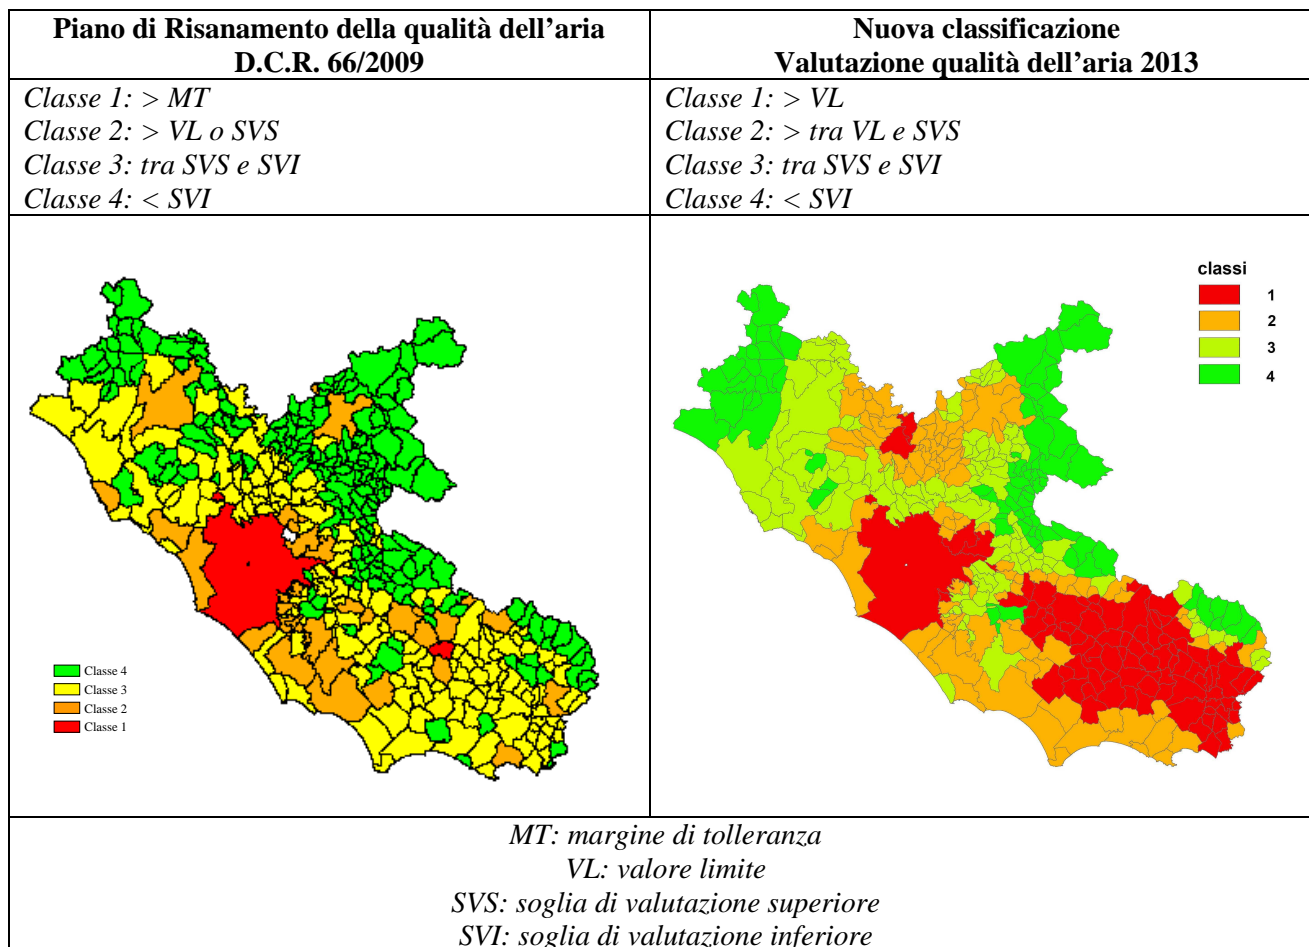 Piano di Risanamento della qualità dell'aria
D.C.R. 66/2009
Nuova classificazione
Valutazione qualità dell'aria 2013
Classe 1: > MT
Classe 2: > VL o SVS
Classe 3: tra SVS e SVI
Classe 4: < SVI
Classe 1: > VL
Classe 2: > tra VL e SVS
Classe 3: tra SVS e SVI
Classe 4: < SVI
Classe 4
Classe 3
Classe 2
Classe 1
classi
1
2
3
4
MT: margine di tolleranza
VL: valore limite
SVS: soglia di valutazione superiore
SVI: soglia di valutazione inferiore